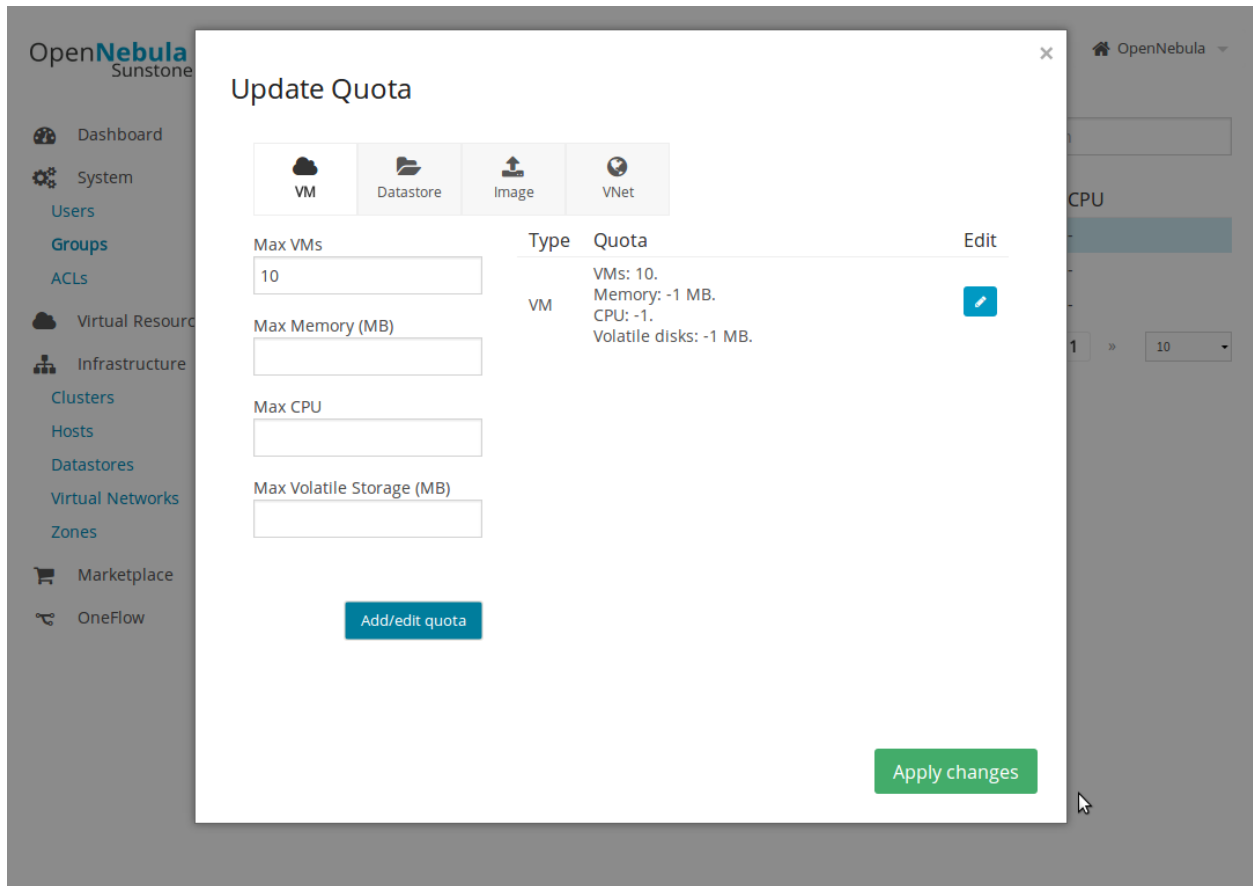 OpenNebula
Sunstone
OpenNebula
Dashboard
System
Users
Groups
ACLs
Virtual Resourc
Infrastructure
Clusters
Hosts
Datastores
Virtual Networks
Zones
Marketplace
OneFlow
×
Update Quota
VM
Datastore
Image
VNet
Max VMs
10
Max Memory (MB)
Max CPU
Max Volatile Storage (MB)
Add/edit quota
Type Quota Edit
VMs: 10.
Memory: -1 MB.
VM
CPU: -1.
Volatile disks: -1 MB.
Apply changes
CPU
-
-
-
1 » 10